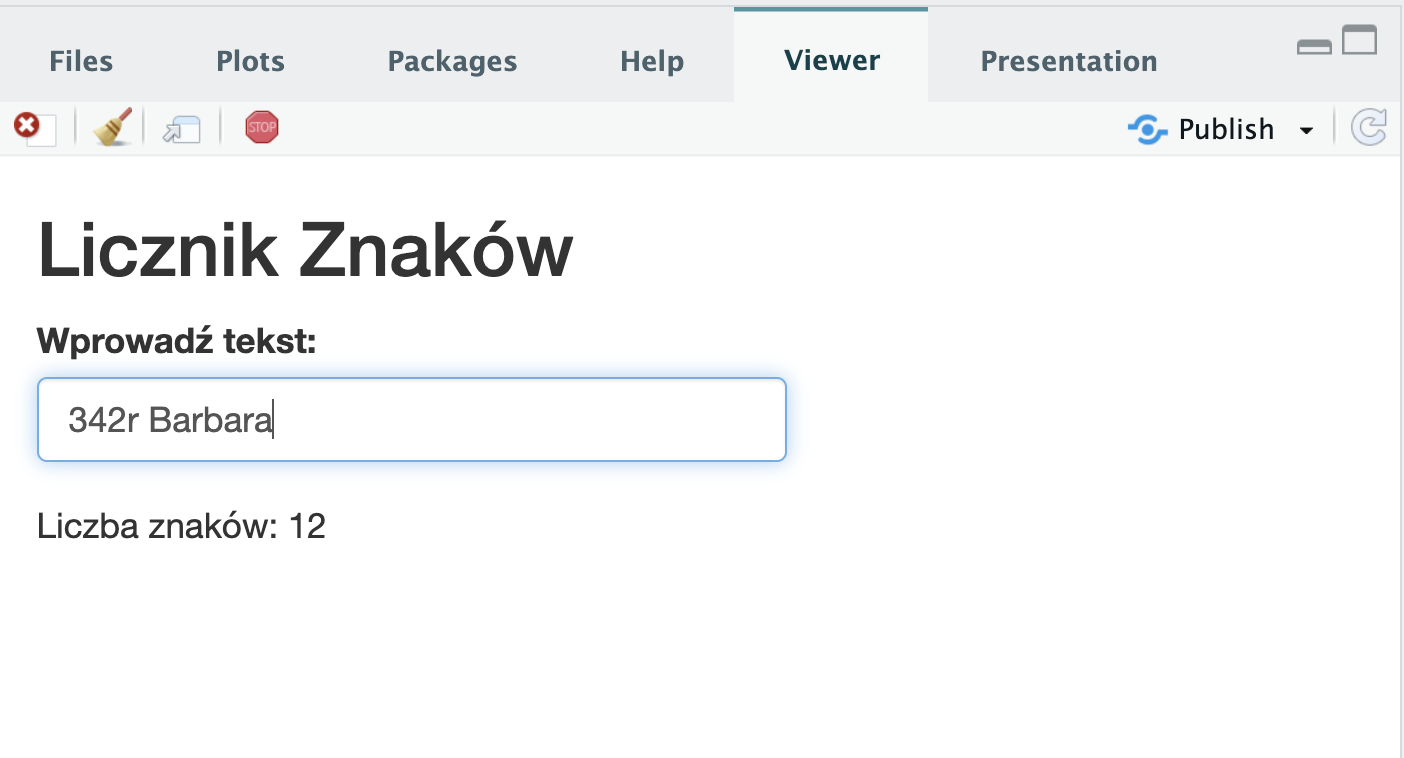 Files Plots Packages Help Viewer Presentation
STOP Publish
Licznik Znaków
Wprowadź tekst:
342r Barbara
Liczba znaków: 12